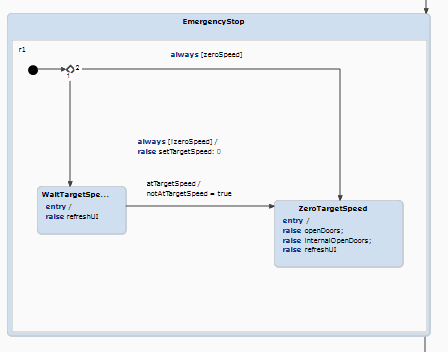 EmergencyStop
r1
always [zeroSpeed]
2
1
always [!zeroSpeed] /
raise setTargetSpeed: 0
atTargetSpeed /
notAtTargetSpeed = true
WaitTargetSpe...
entry /
raise refreshUI
ZeroTargetSpeed
entry /
raise openDoors;
raise internalOpenDoors;
raise refreshUI